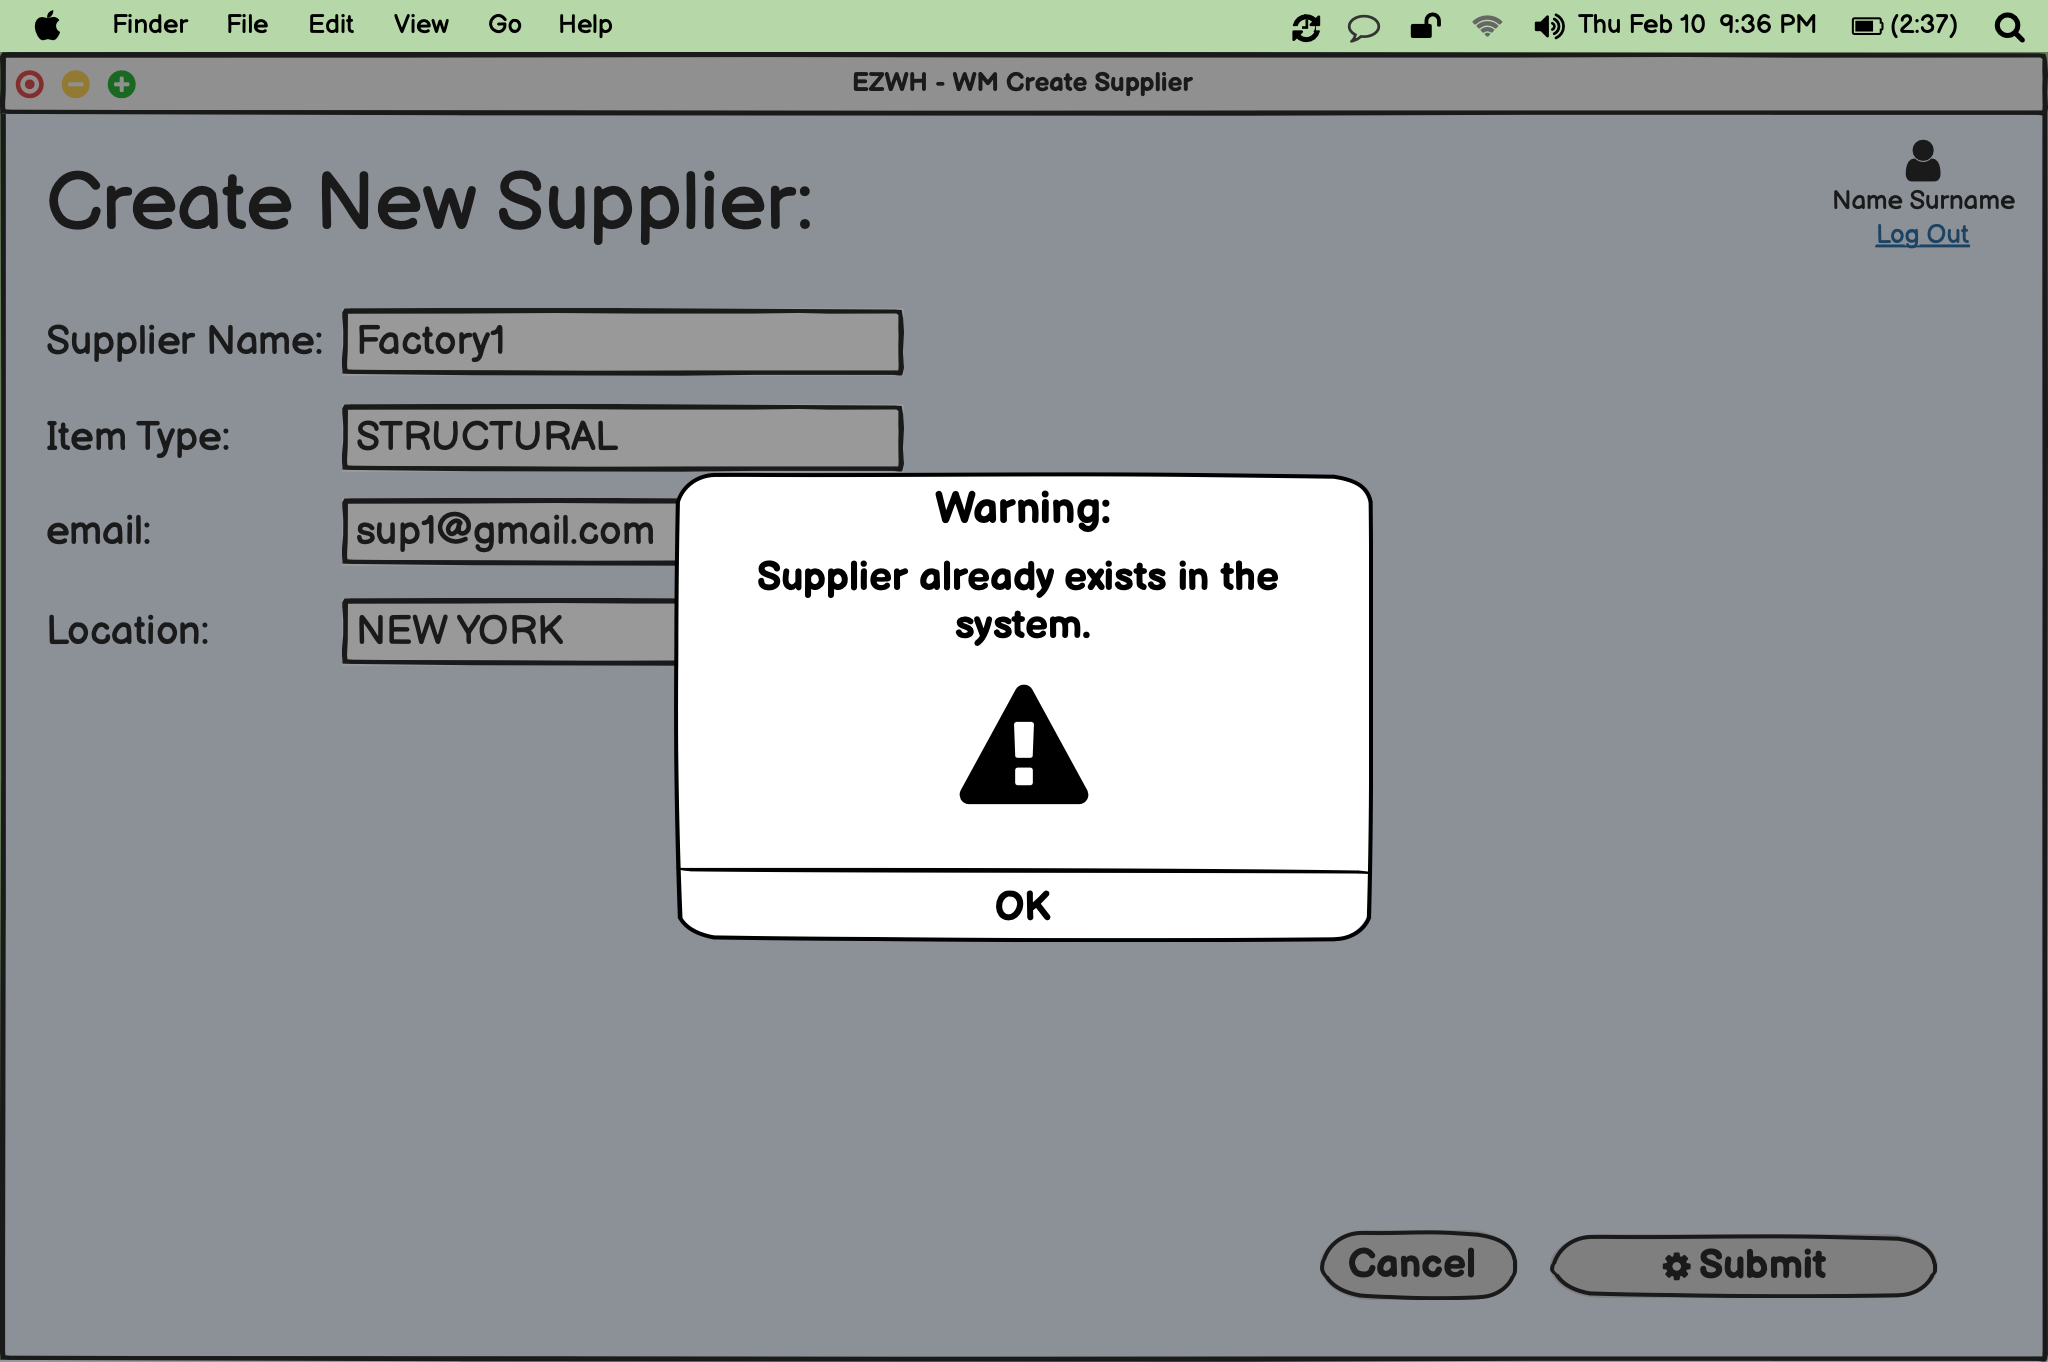 Finder File Edit View Go Help Thu Feb 10 9:36 PM (2:37)
EZWH - WM Create Supplier
Create New Supplier:
Name Surname
Log Out
Supplier Name: Factory1
Item Type: STRUCTURAL
email: sup1@gmail.com
Location: NEW YORK
Warning:
Supplier already exists in the
system.
OK
Cancel Submit